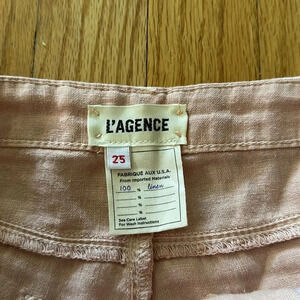 L'AGENCE
25
FABRIQUÉ AUX U.S.A.
From Imported Materials
100 % linen
%
%
%
See Care Label
For Wash Instructions